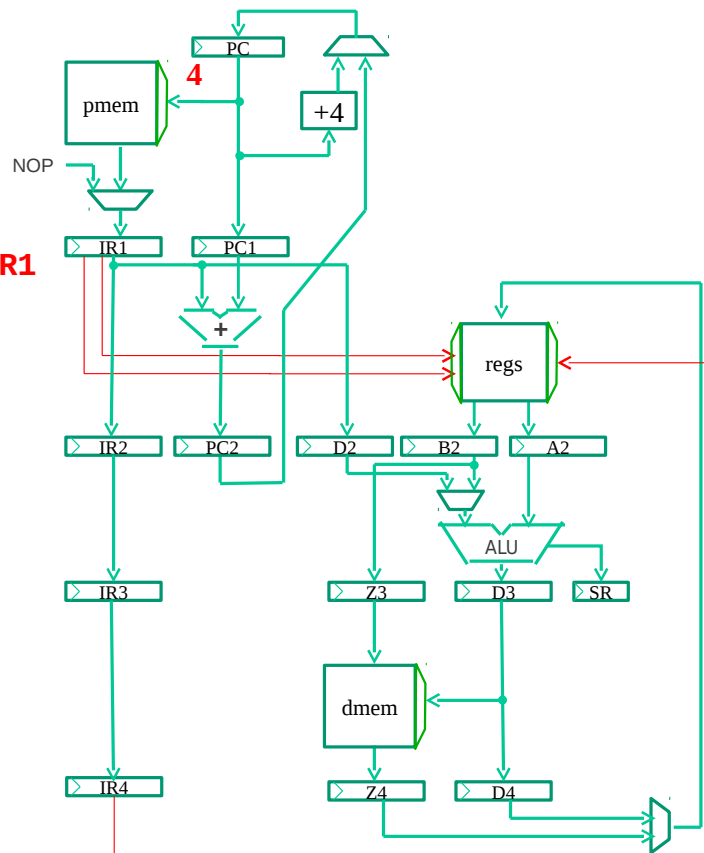 PC
4
pmem
+4
NOP
IR1
PC1
R1
+
regs
IR2
PC2
D2
B2
A2
ALU
IR3
Z3
D3
SR
dmem
IR4
Z4
D4